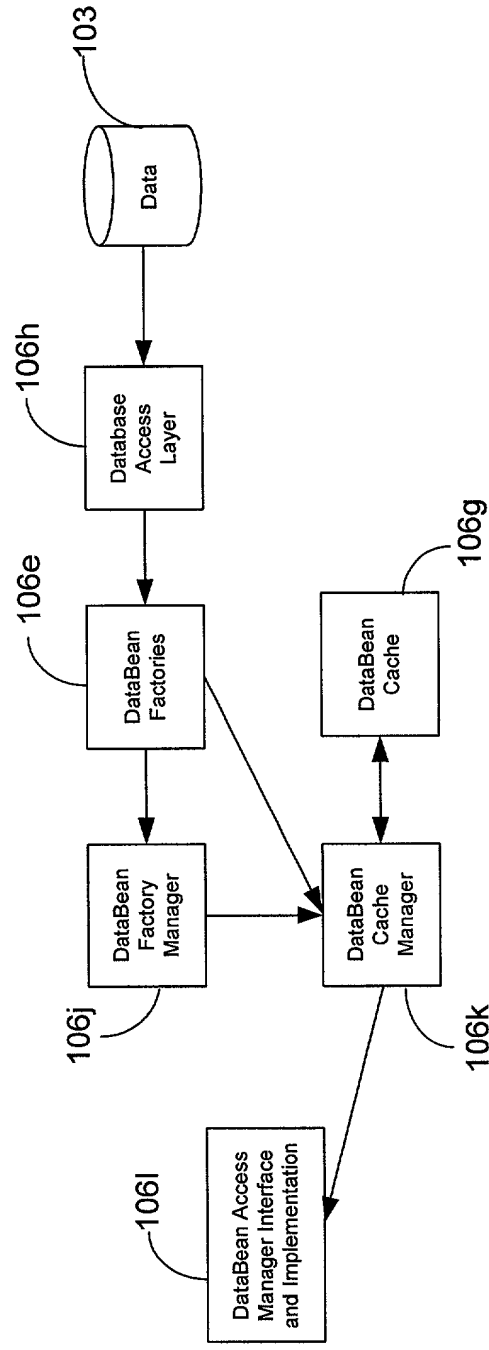 103
Data
106h
Database
Access
Layer
106e
DataBean
Factories
106g
DataBean
Cache
106j
DataBean
Factory
Manager
DataBean
Cache
Manager
106k
106l
DataBean Access
Manager Interface
and Implementation